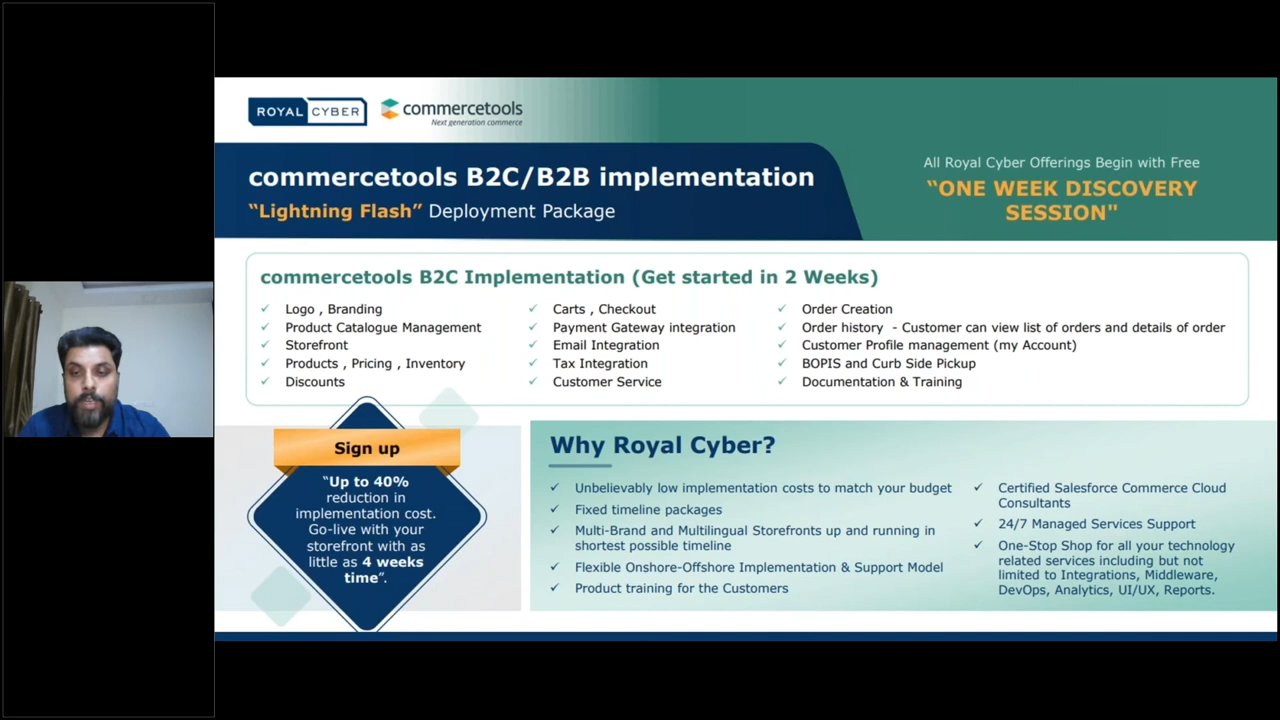 ROYAL CYBER
commercetools
Next generation commerce
commercetools B2C/B2B implementation
“Lightning Flash” Deployment Package
All Royal Cyber Offerings Begin with Free
“ONE WEEK DISCOVERY
SESSION"
commercetools B2C Implementation (Get started in 2 Weeks)
✓ Logo , Branding
✓ Product Catalogue Management
✓ Storefront
✓ Products , Pricing , Inventory
✓ Discounts
✓ Carts , Checkout
✓ Payment Gateway integration
✓ Email Integration
✓ Tax Integration
✓ Customer Service
✓ Order Creation
✓ Order history - Customer can view list of orders and details of order
✓ Customer Profile management (my Account)
✓ BOPIS and Curb Side Pickup
✓ Documentation & Training
Sign up
“Up to 40%
reduction in
implementation cost.
Go-live with your
storefront with as
little as 4 weeks
time”.
Why Royal Cyber?
✓ Unbelievably low implementation costs to match your budget
✓ Fixed timeline packages
✓ Multi-Brand and Multilingual Storefronts up and running in
shortest possible timeline
✓ Flexible Onshore-Offshore Implementation & Support Model
✓ Product training for the Customers
✓ Certified Salesforce Commerce Cloud
Consultants
✓ 24/7 Managed Services Support
✓ One-Stop Shop for all your technology
related services including but not
limited to Integrations, Middleware,
DevOps, Analytics, UI/UX, Reports.